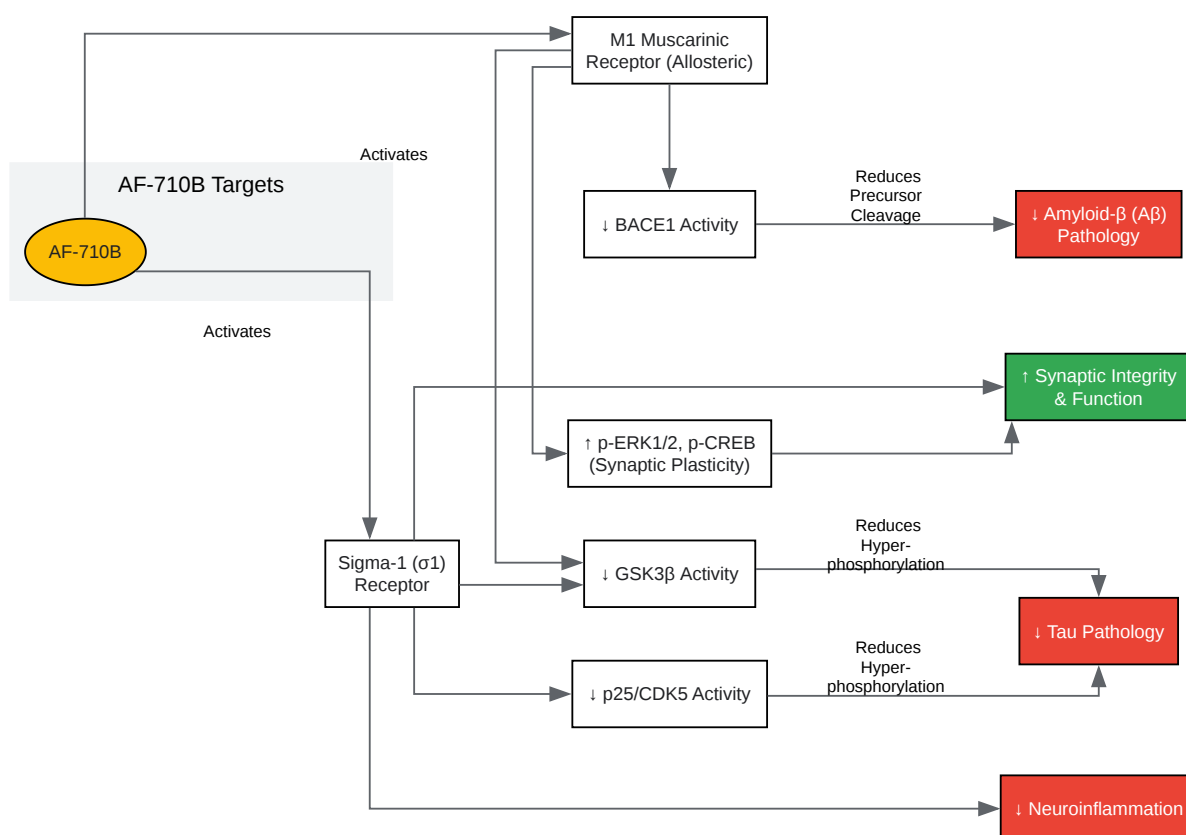 M1 Muscarinic
Receptor (Allosteric)
Activates
AF-710B Targets
AF-710B
Activates
↓ BACE1 Activity
Reduces
Precursor
Cleavage
↓ Amyloid-β (Aβ)
Pathology
↑ Synaptic Integrity
& Function
↑ p-ERK1/2, p-CREB
(Synaptic Plasticity)
Sigma-1 (σ1)
Receptor
↓ GSK3β Activity
Reduces
Hyper-
phosphorylation
↓ Tau Pathology
↓ p25/CDK5 Activity
Reduces
Hyper-
phosphorylation
↓ Neuroinflammation